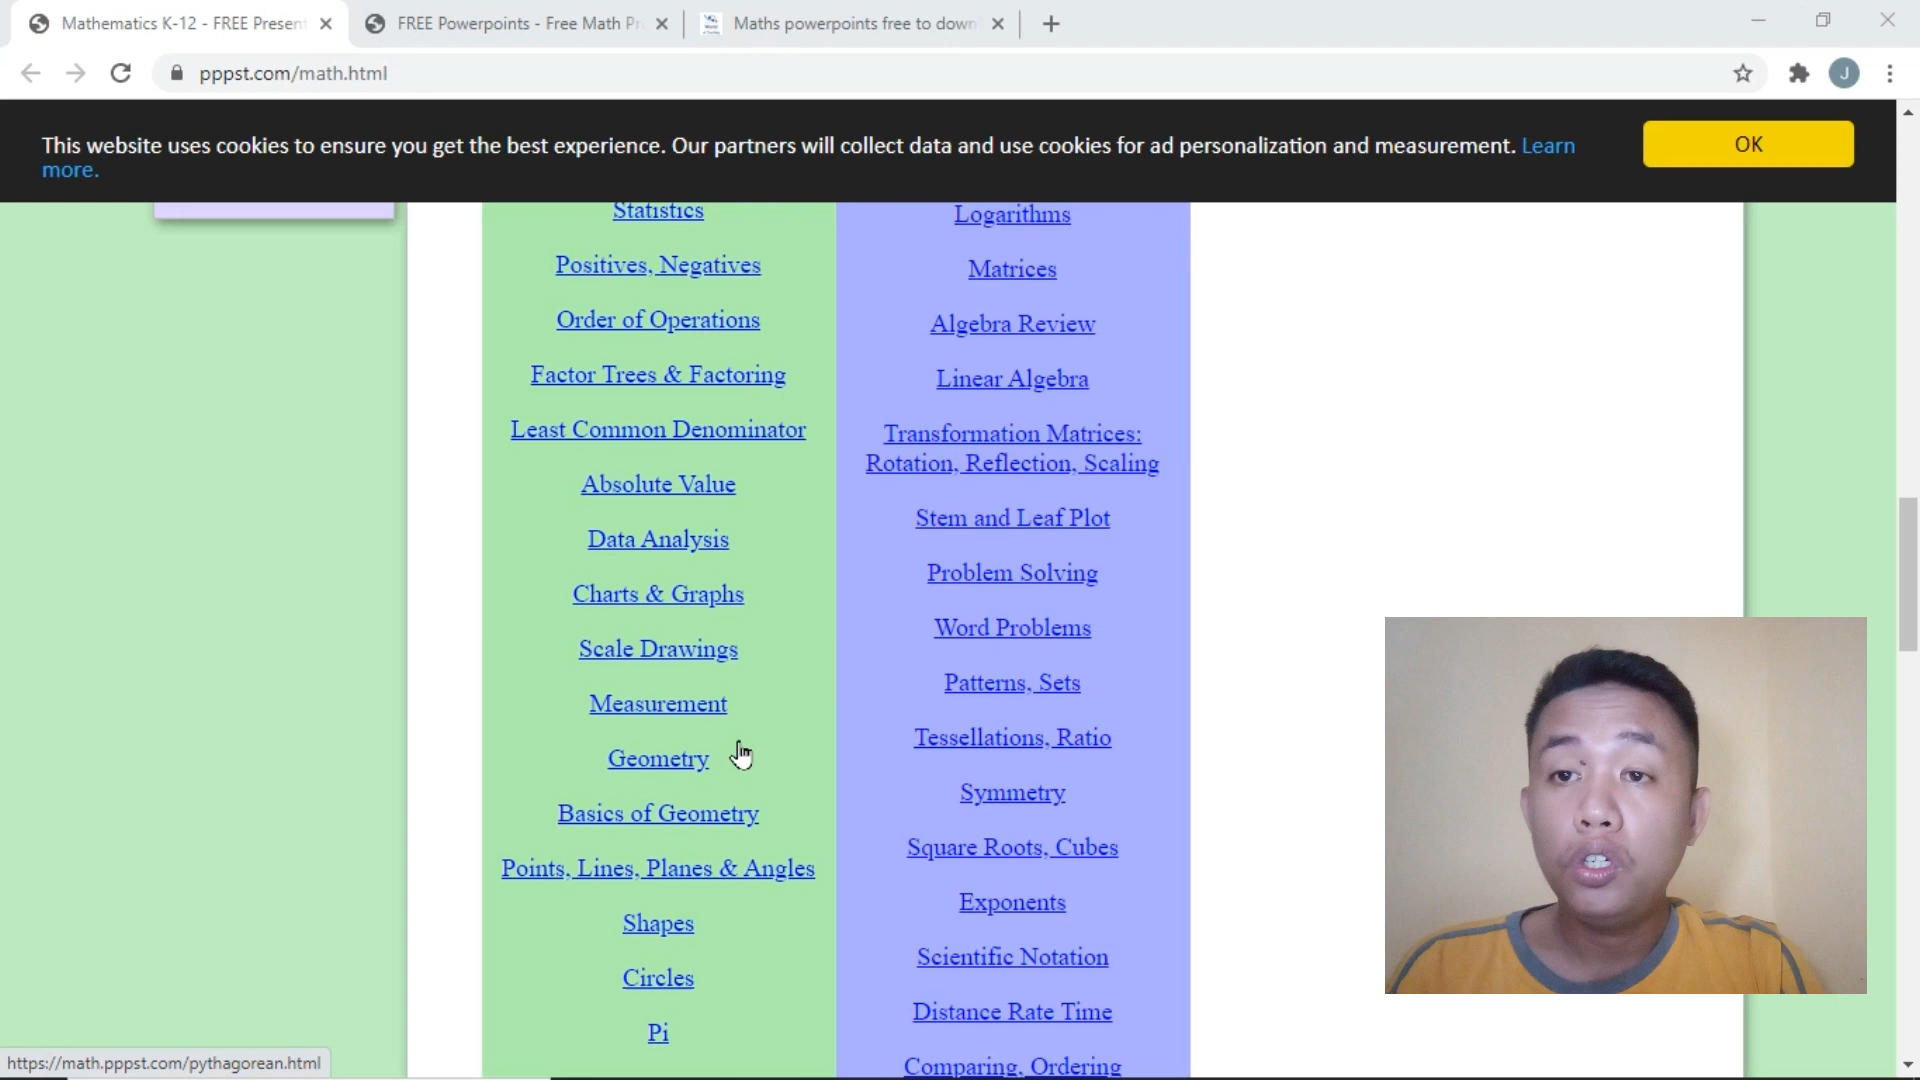 Mathematics K-12 - FREE Present
FREE Powerpoints - Free Math Pr
Maths powerpoints free to down
pppst.com/math.html
J
This website uses cookies to ensure you get the best experience. Our partners will collect data and use cookies for ad personalization and measurement. Learn
more.
OK
Statistics
Positives, Negatives
Order of Operations
Factor Trees & Factoring
Least Common Denominator
Absolute Value
Data Analysis
Charts & Graphs
Scale Drawings
Measurement
Geometry
Basics of Geometry
Points, Lines, Planes & Angles
Shapes
Circles
Pi
Logarithms
Matrices
Algebra Review
Linear Algebra
Transformation Matrices:
Rotation, Reflection, Scaling
Stem and Leaf Plot
Problem Solving
Word Problems
Patterns, Sets
Tessellations, Ratio
Symmetry
Square Roots, Cubes
Exponents
Scientific Notation
Distance Rate Time
Comparing, Ordering
https://math.pppst.com/pythagorean.html